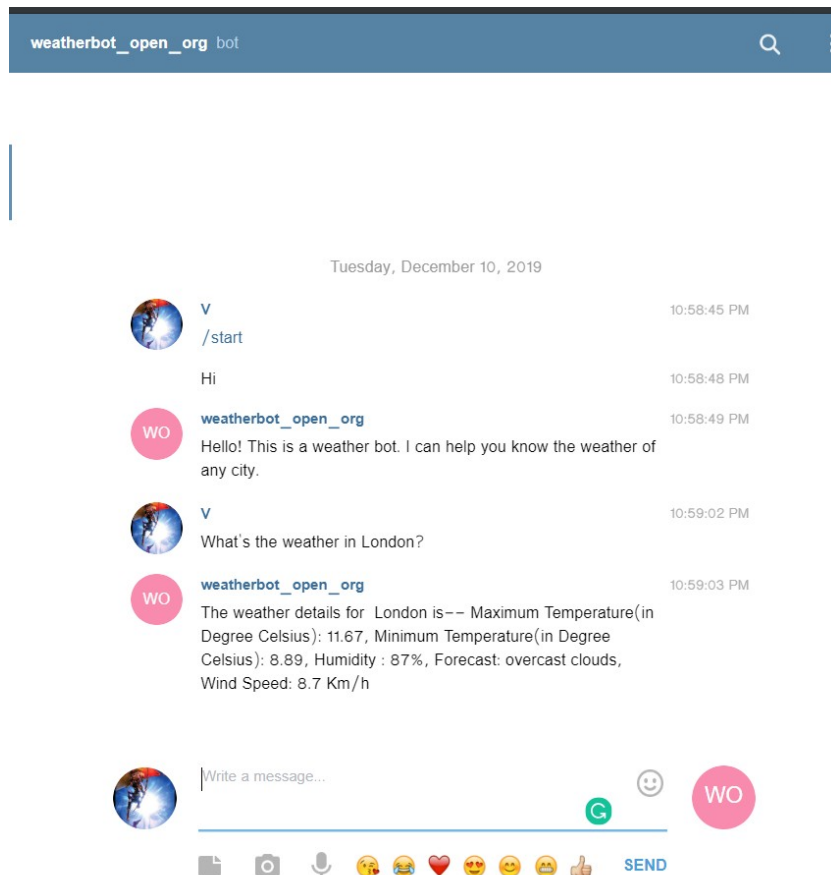 weatherbot_open_org bot
Tuesday, December 10, 2019
V 10:58:45 PM
/start
Hi 10:58:48 PM
WO weatherbot_open_org 10:58:49 PM
Hello! This is a weather bot. I can help you know the weather of
any city.
V 10:59:02 PM
What's the weather in London?
WO weatherbot_open_org 10:59:03 PM
The weather details for London is-- Maximum Temperature(in
Degree Celsius): 11.67, Minimum Temperature(in Degree
Celsius): 8.89, Humidity : 87%, Forecast: overcast clouds,
Wind Speed: 8.7 Km/h
Write a message...
WO
SEND